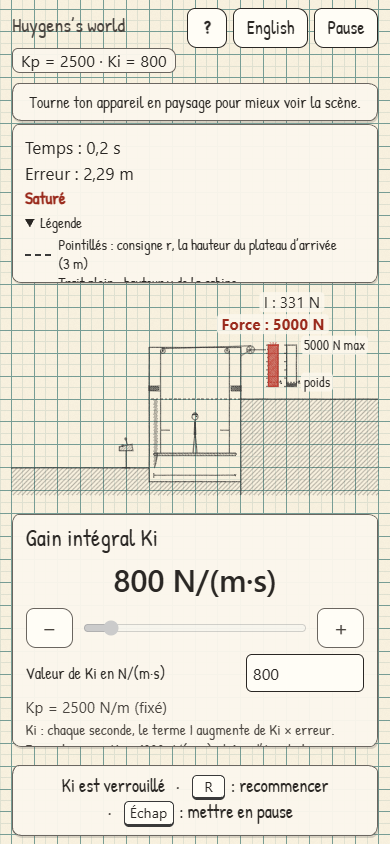 Huygens's world
?
English
Pause
Kp = 2500 · Ki = 800
Tourne ton appareil en paysage pour mieux voir la scène.
Temps : 0,2 s
Erreur : 2,29 m
Saturé
▼ Légende
Pointillés : consigne r, la hauteur du plateau d'arrivée
(3 m)
I : 331 N
Force : 5000 N
5000 N max
poids
Gain intégral Ki
800 N/(m·s)
−
+
Valeur de Ki en N/(m·s)
800
Kp = 2500 N/m (fixé)
Ki : chaque seconde, le terme I augmente de Ki × erreur.
Ki est verrouillé · R : recommencer
· Échap : mettre en pause